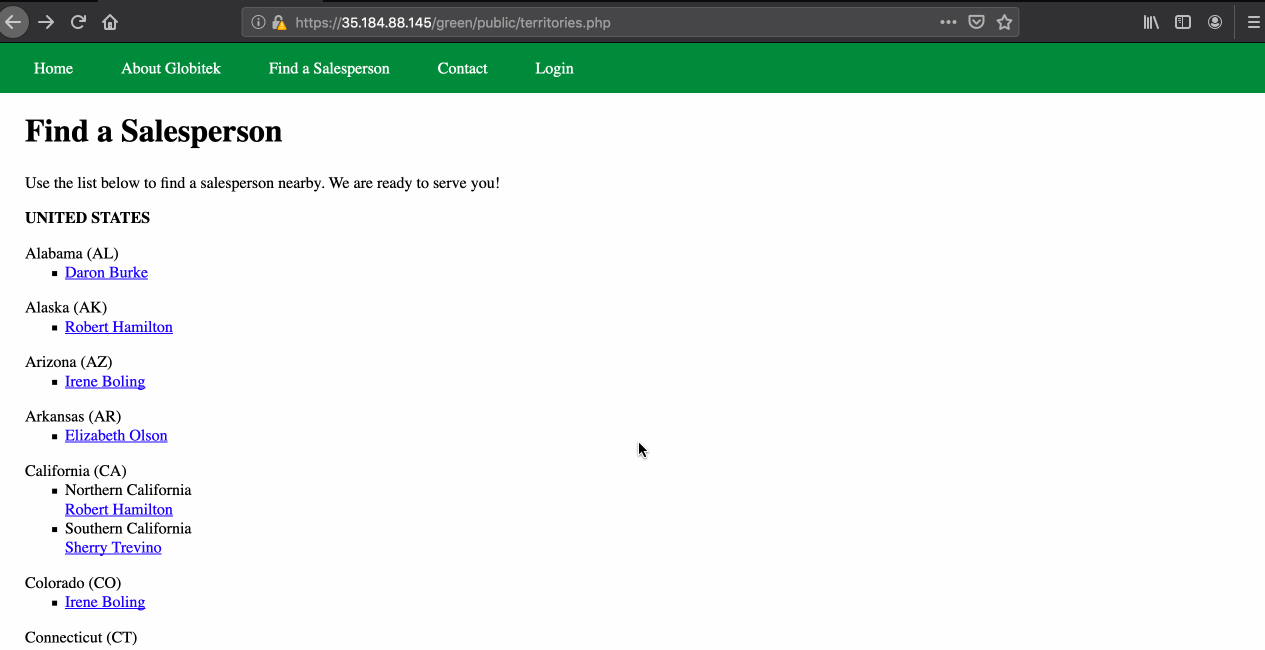 https://35.184.88.145/green/public/territories.php
Home About Globitek Find a Salesperson Contact Login
Find a Salesperson
Use the list below to find a salesperson nearby. We are ready to serve you!
UNITED STATES
Alabama (AL)
Daron Burke
Alaska (AK)
Robert Hamilton
Arizona (AZ)
Irene Boling
Arkansas (AR)
Elizabeth Olson
California (CA)
Northern California
Robert Hamilton
Southern California
Sherry Trevino
Colorado (CO)
Irene Boling
Connecticut (CT)